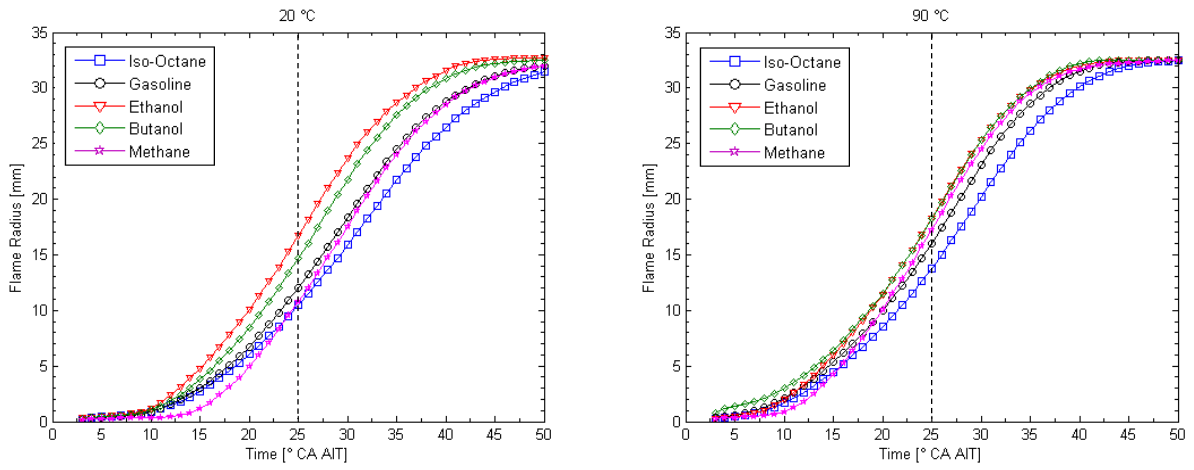 20 °C
35
30
25
20
15
10
5
0
Flame Radius [mm]
Iso-Octane
Gasoline
Ethanol
Butanol
Methane
0 5 10 15 20 25 30 35 40 45 50
Time [° CA AIT]
90 °C
35
30
25
20
15
10
5
0
Flame Radius [mm]
Iso-Octane
Gasoline
Ethanol
Butanol
Methane
0 5 10 15 20 25 30 35 40 45 50
Time [° CA AIT]